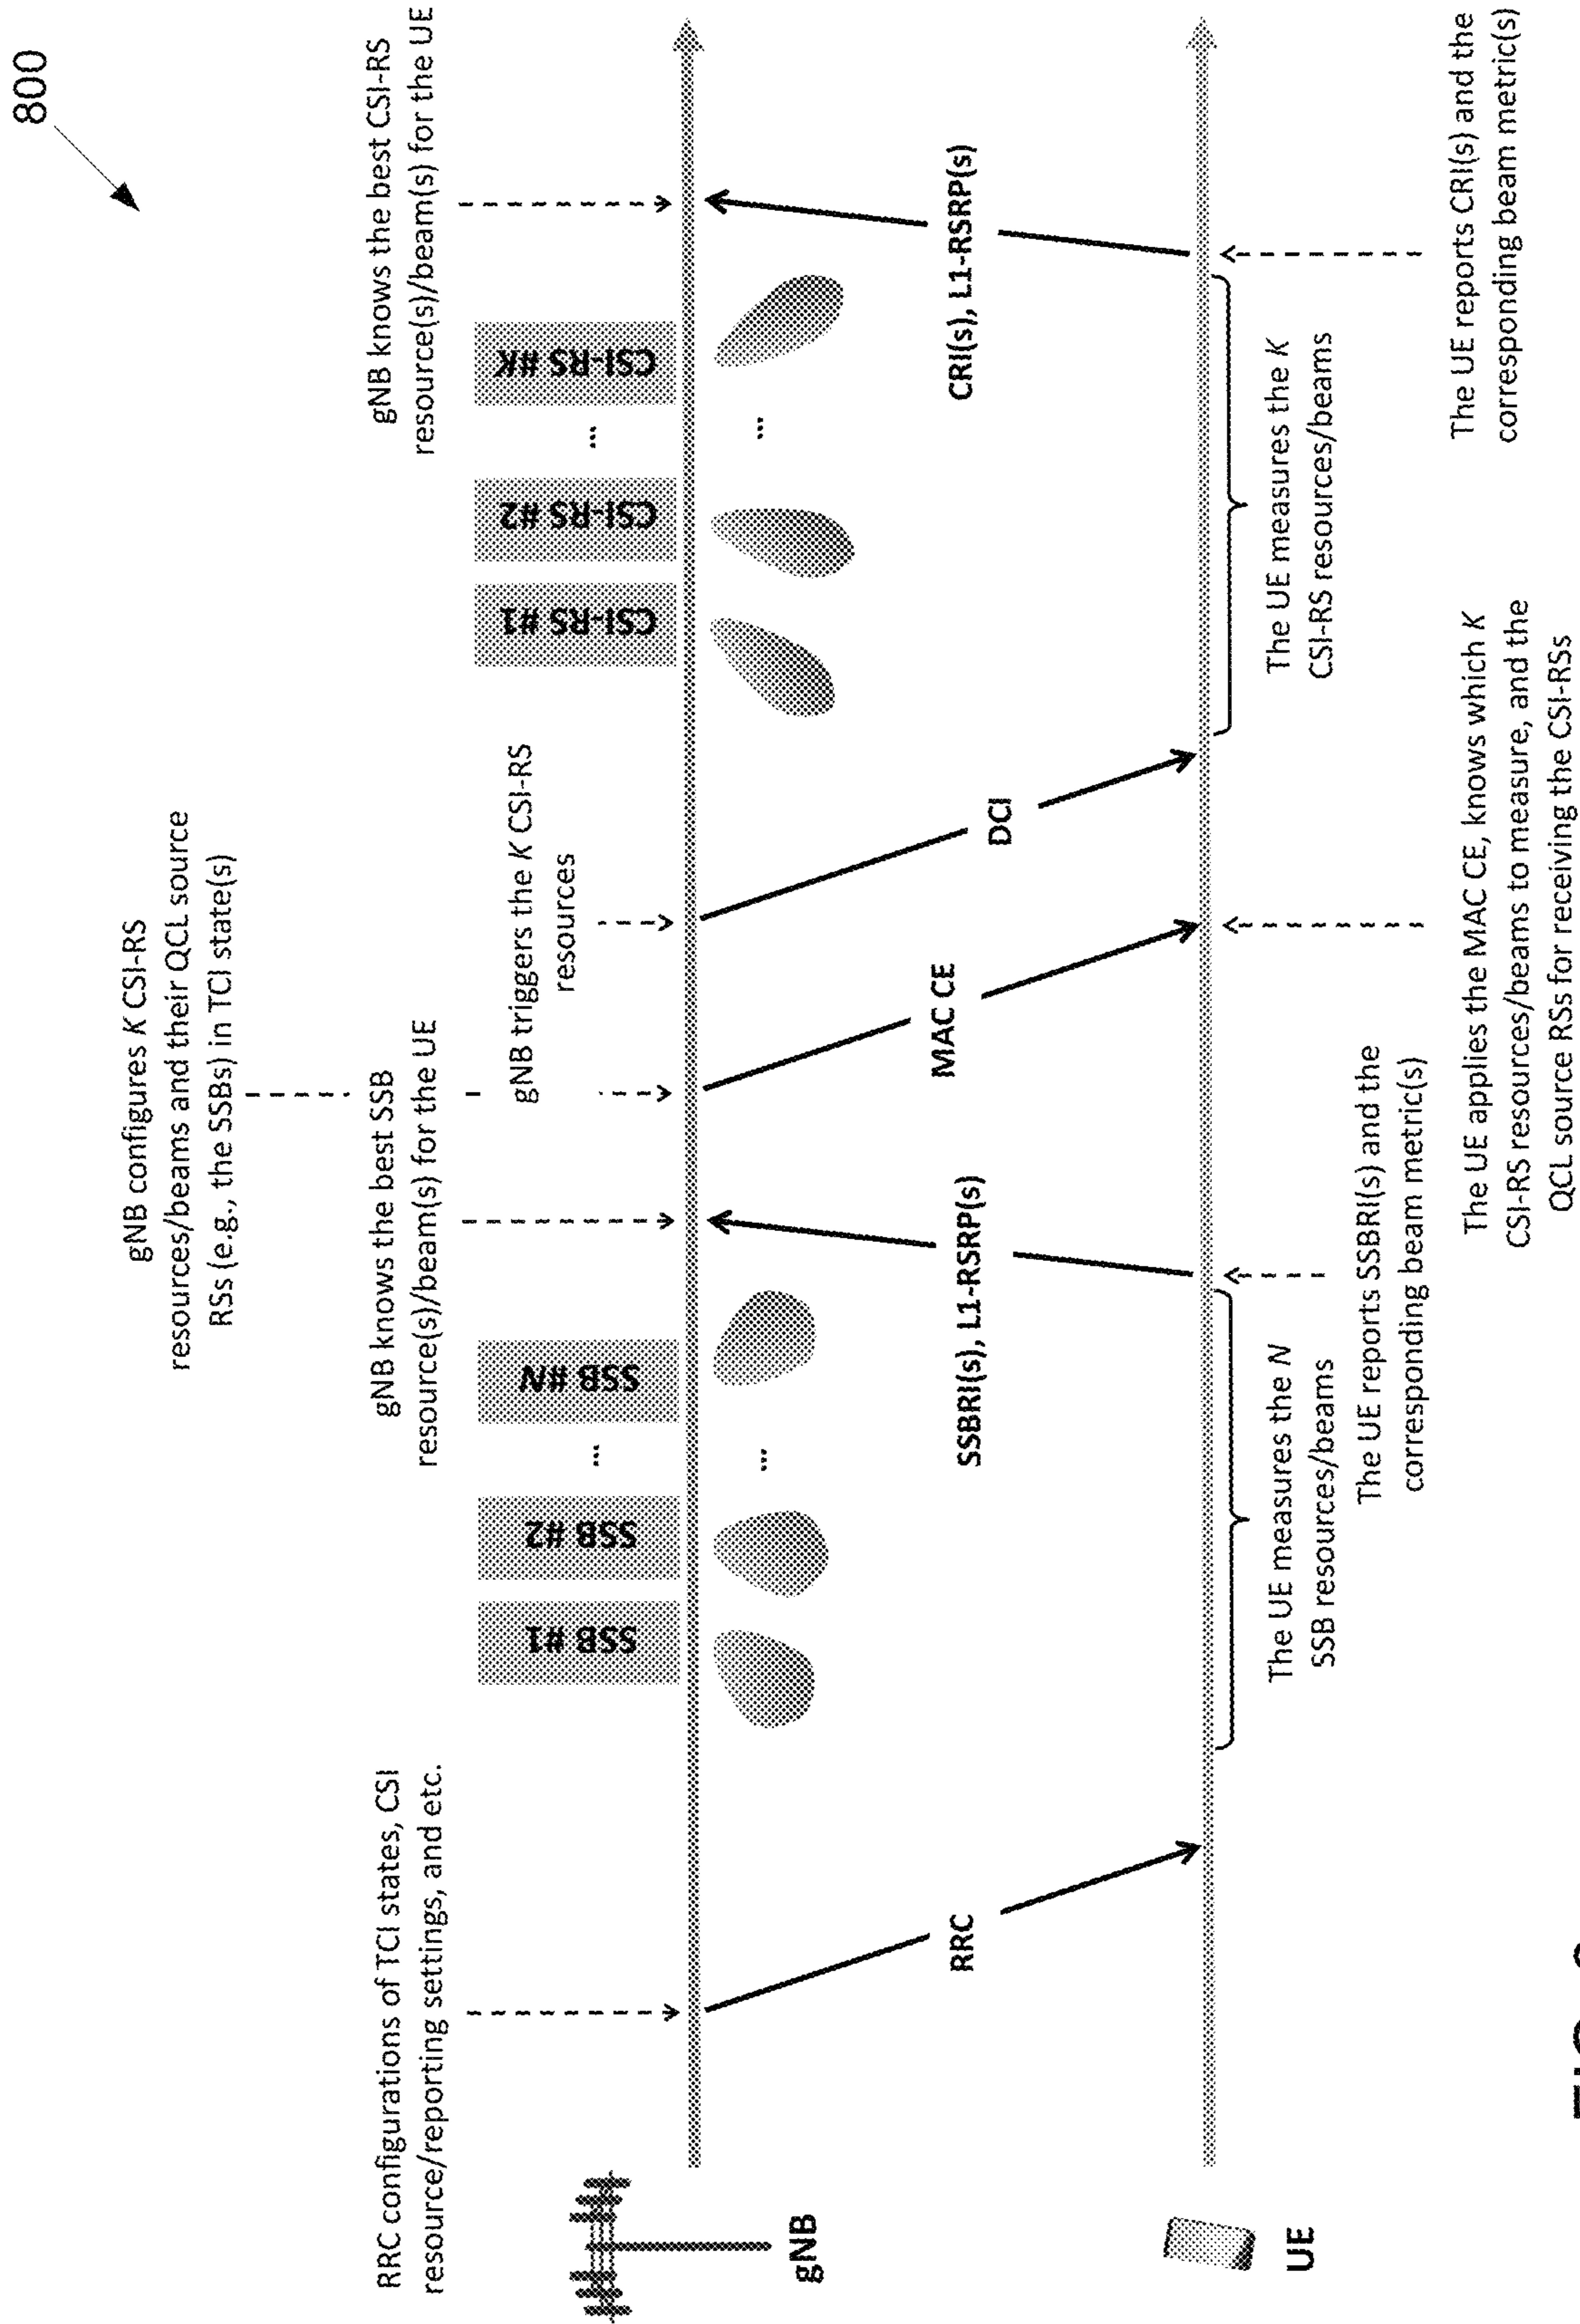 800
gNB configures K CSI-RS
resources/beams and their QCL source
RSs (e.g., the SSBs) in TCI state(s)
RRC configurations of TCI states, CSI
resource/reporting settings, and etc.
gNB knows the best SSB
resource(s)/beam(s) for the UE
gNB triggers the K CSI-RS
resources
gNB knows the best CSI-RS
resource(s)/beam(s) for the UE
SSB #1
SSB #2
...
SSB #N
CSI-RS #1
CSI-RS #2
...
CSI-RS #K
gNB
...
...
RRC
SSBRI(s), L1-RSRP(s)
MAC CE
DCI
CRI(s), L1-RSRP(s)
UE
The UE measures the N
SSB resources/beams
The UE reports SSBRI(s) and the
corresponding beam metric(s)
The UE measures the K
CSI-RS resources/beams
The UE applies the MAC CE, knows which K
CSI-RS resources/beams to measure, and the
QCL source RSs for receiving the CSI-RSs
The UE reports CRI(s) and the
corresponding beam metric(s)